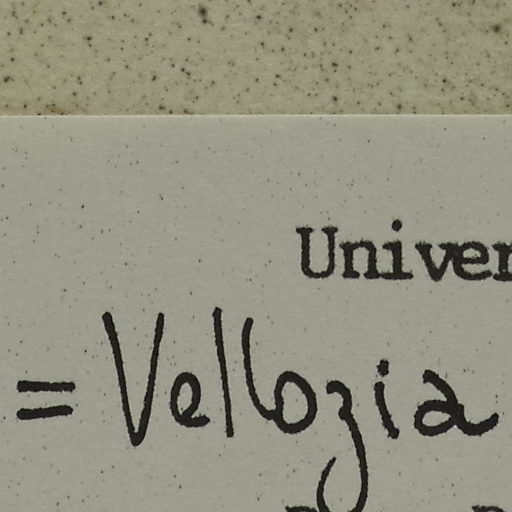 Univer
= Vellozia